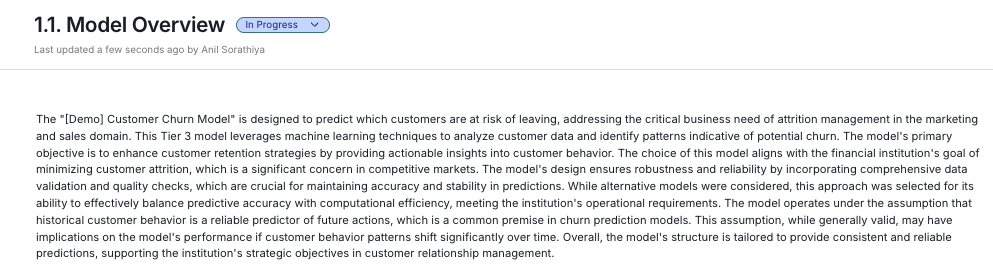 1.1. Model Overview In Progress
Last updated a few seconds ago by Anil Sorathiya
The "[Demo] Customer Churn Model" is designed to predict which customers are at risk of leaving, addressing the critical business need of attrition management in the marketing
and sales domain. This Tier 3 model leverages machine learning techniques to analyze customer data and identify patterns indicative of potential churn. The model's primary
objective is to enhance customer retention strategies by providing actionable insights into customer behavior. The choice of this model aligns with the financial institution's goal of
minimizing customer attrition, which is a significant concern in competitive markets. The model's design ensures robustness and reliability by incorporating comprehensive data
validation and quality checks, which are crucial for maintaining accuracy and stability in predictions. While alternative models were considered, this approach was selected for its
ability to effectively balance predictive accuracy with computational efficiency, meeting the institution's operational requirements. The model operates under the assumption that
historical customer behavior is a reliable predictor of future actions, which is a common premise in churn prediction models. This assumption, while generally valid, may have
implications on the model's performance if customer behavior patterns shift significantly over time. Overall, the model's structure is tailored to provide consistent and reliable
predictions, supporting the institution's strategic objectives in customer relationship management.